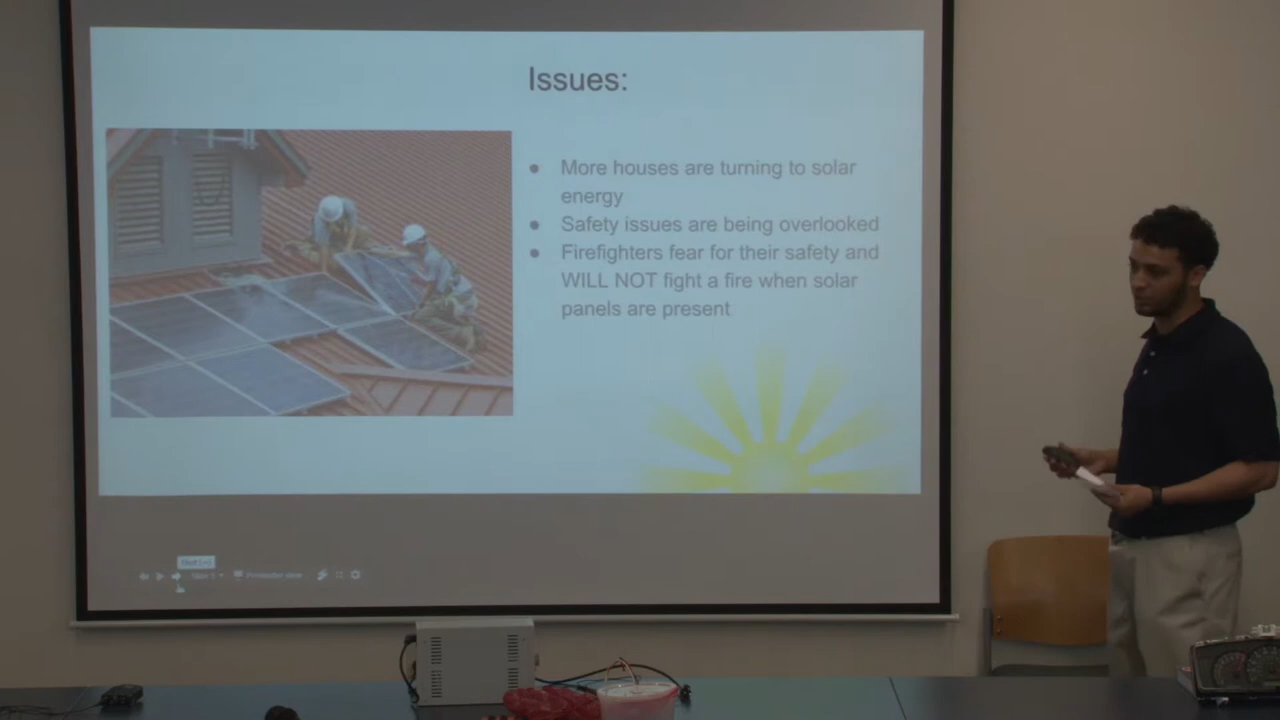 Issues:
● More houses are turning to solar
energy
● Safety issues are being overlooked
● Firefighters fear for their safety and
WILL NOT fight a fire when solar
panels are present